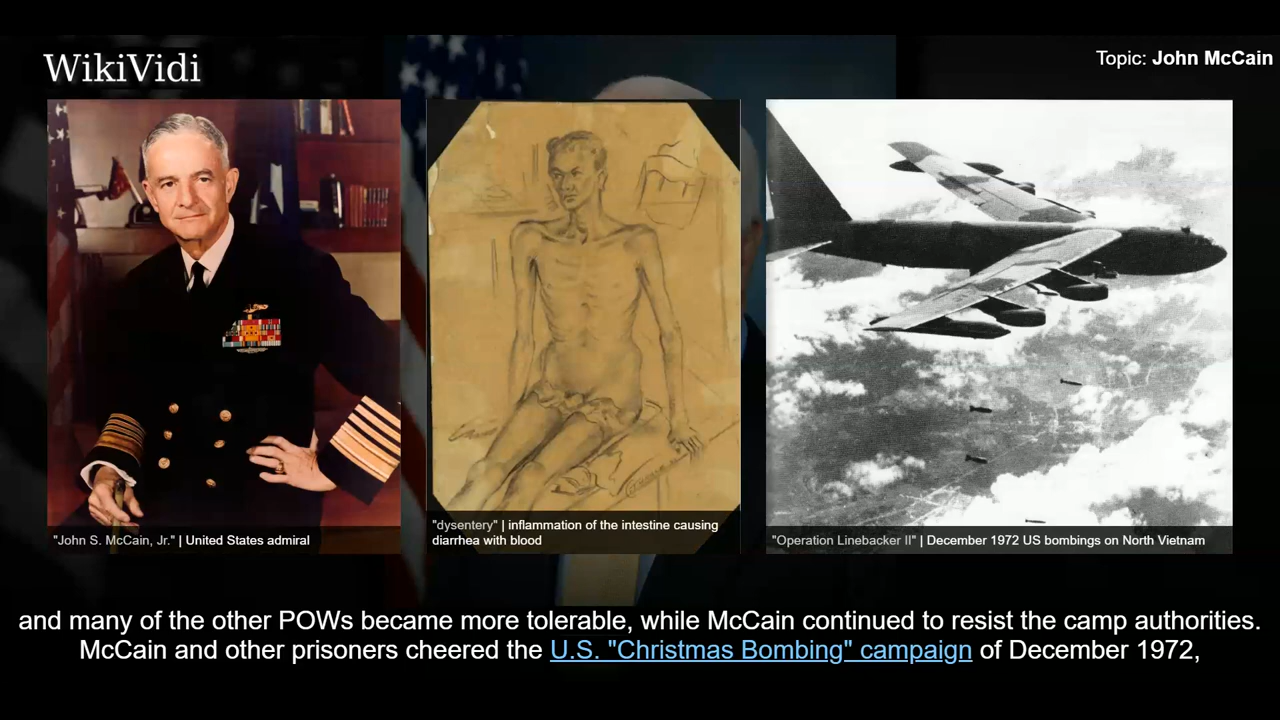 WikiVidi
Topic: John McCain
"John S. McCain, Jr." | United States admiral
"dysentery" | inflammation of the intestine causing
diarrhea with blood
"Operation Linebacker II" | December 1972 US bombings on North Vietnam
and many of the other POWs became more tolerable, while McCain continued to resist the camp authorities.
McCain and other prisoners cheered the U.S. "Christmas Bombing" campaign of December 1972,